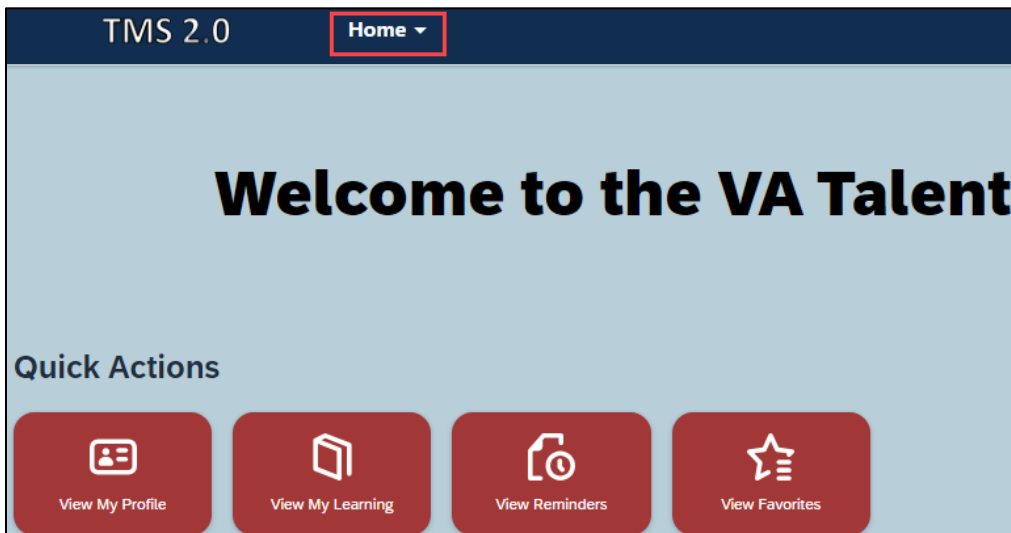 TMS 2.0
Home
Welcome to the VA Talent
Quick Actions
View My Profile
View My Learning
View Reminders
View Favorites